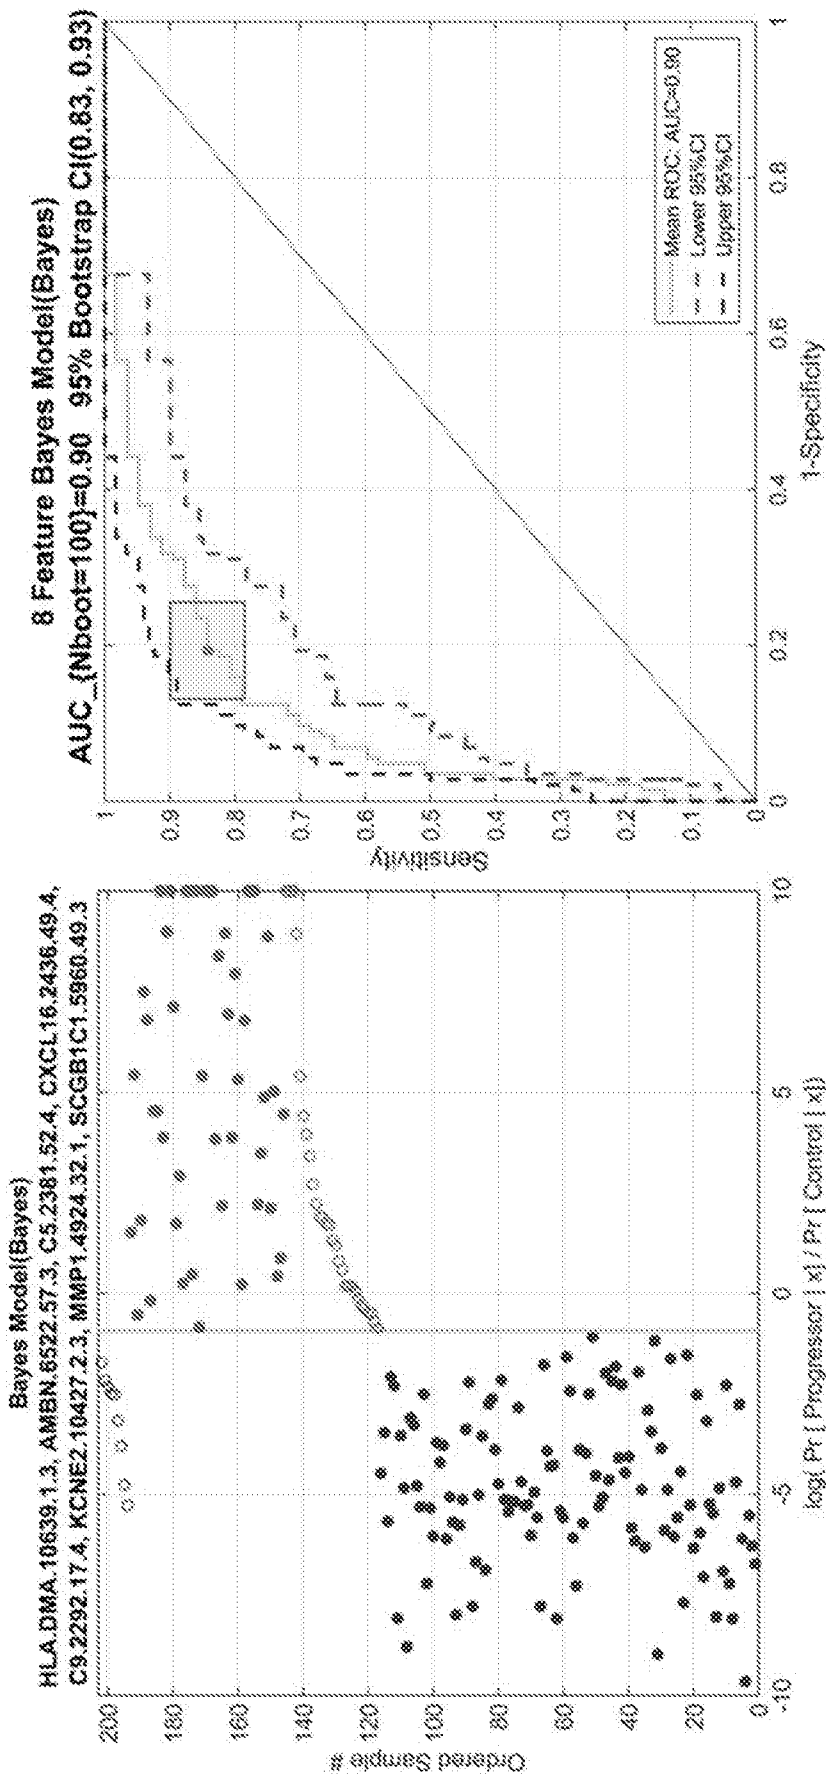 Bayes Model(Bayes)
HLA.DMA.10639.1.3, AMBN.6522.57.3, C5.2381.52.4, CXCL16.2436.49.4,
C9.2292.17.4, KCNE2.10427.2.3, MMP1.4924.32.1, SCGB1C1.5960.49.3
200
180
160
140
120
100
80
60
40
20
0
Ordered Sample #
-10
-5
0
5
10
log( Pr [ Progressor | x] / Pr [ Control | x])
8 Feature Bayes Model(Bayes)
AUC_{Nboot=100}=0.90 95% Bootstrap CI(0.83, 0.93)
1
0.9
0.8
0.7
0.6
0.5
0.4
0.3
0.2
0.1
0
Sensitivity
0
0.2
0.4
0.6
0.8
1
1-Specificity
Mean ROC: AUC=0.90
Lower 95%CI
Upper 95%CI